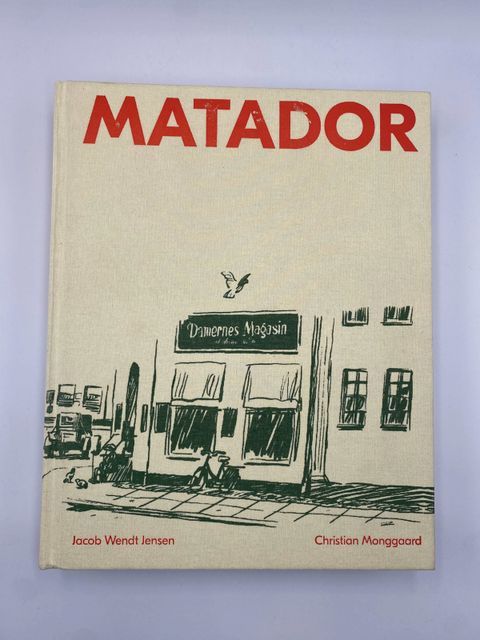 MATADOR
Damernes Magasin
Jacob Wendt Jensen
Christian Monggaard